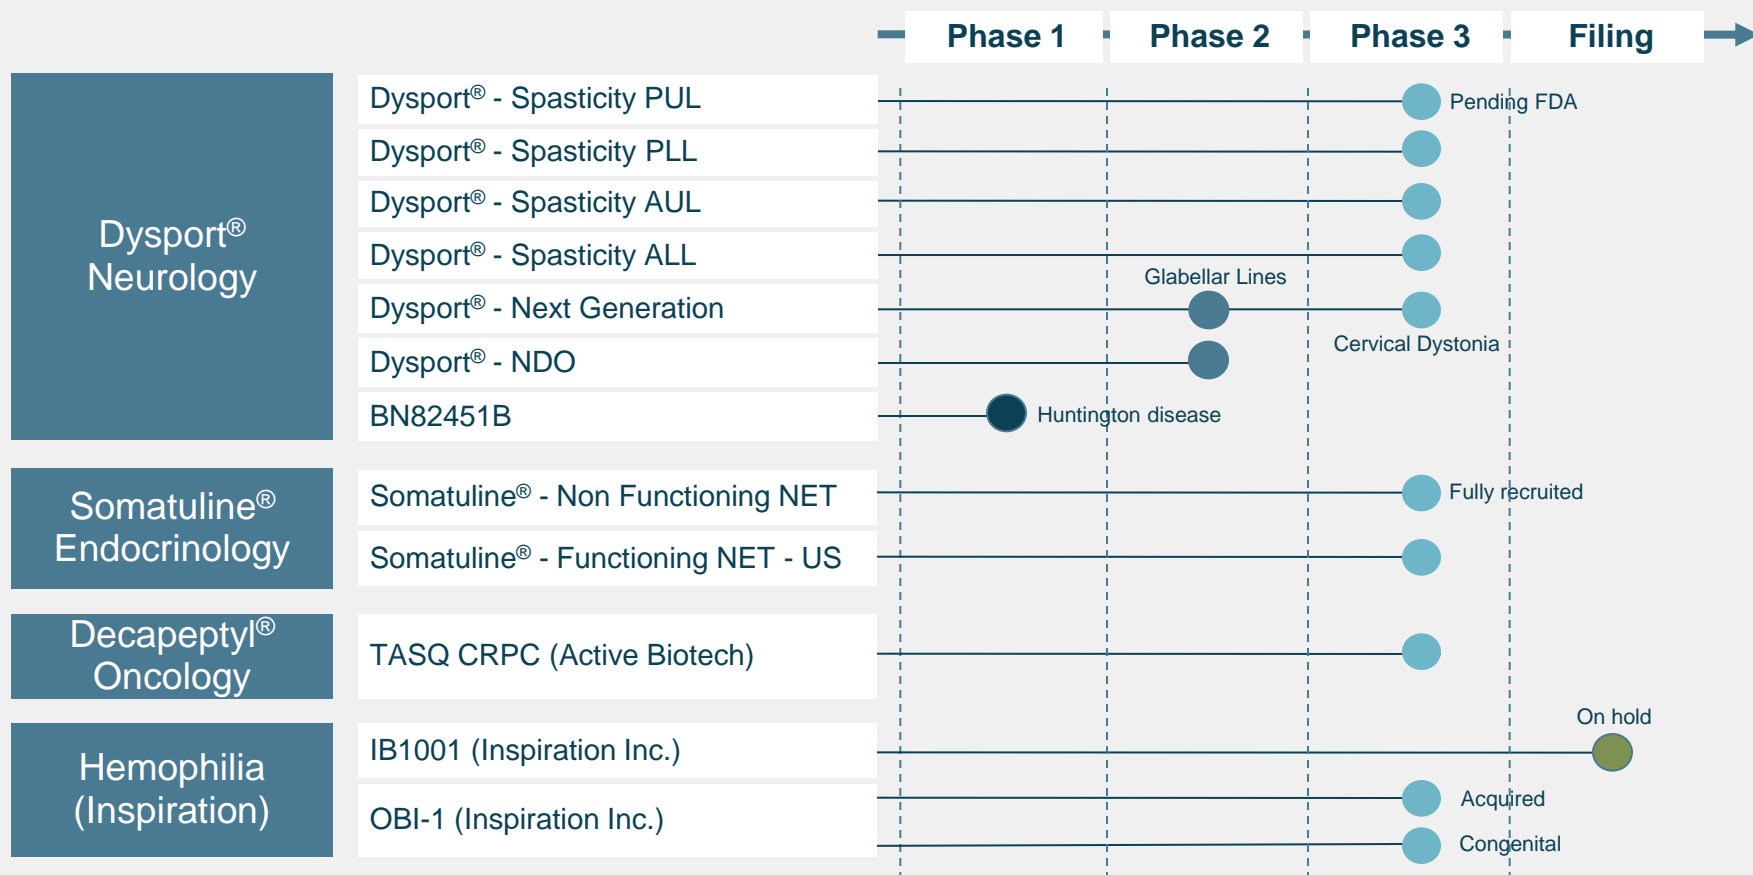 Phase 1 Phase 2 Phase 3 Filing
Dysport®
Neurology
Dysport® - Spasticity PUL
Pending FDA
Dysport® - Spasticity PLL
Dysport® - Spasticity AUL
Dysport® - Spasticity ALL
Glabellar Lines
Dysport® - Next Generation
Cervical Dystonia
Dysport® - NDO
BN82451B
Huntington disease
Somatuline®
Endocrinology
Somatuline® - Non Functioning NET
Fully recruited
Somatuline® - Functioning NET - US
Decapeptyl®
Oncology
TASQ CRPC (Active Biotech)
Hemophilia
(Inspiration)
On hold
IB1001 (Inspiration Inc.)
OBI-1 (Inspiration Inc.)
Acquired
Congenital